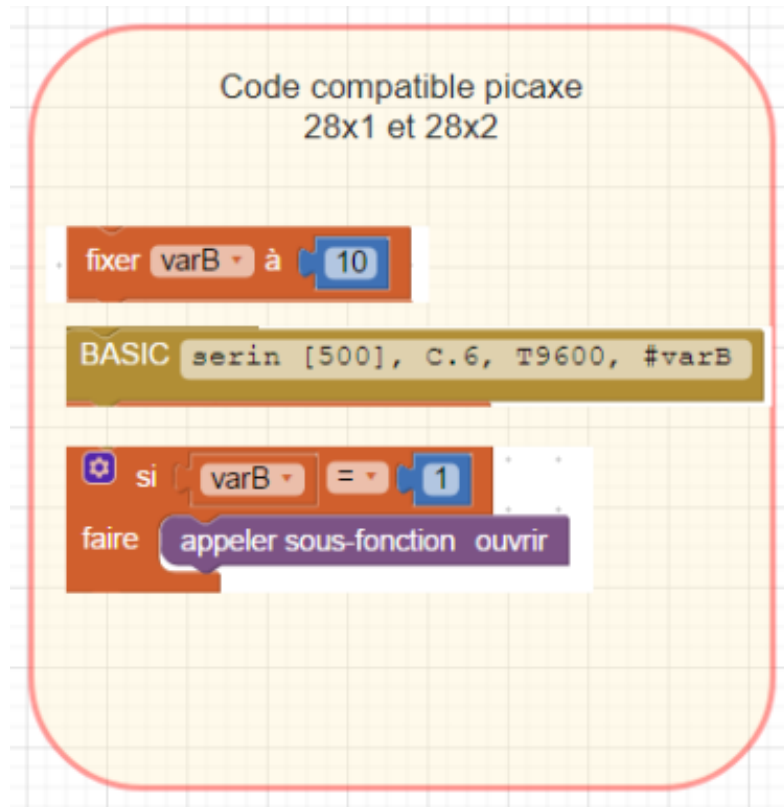 Code compatible picaxe
28x1 et 28x2
fixer varB à 10
BASIC serin [500], C.6, T9600, #varB
si varB = 1
faire appeler sous-fonction ouvrir